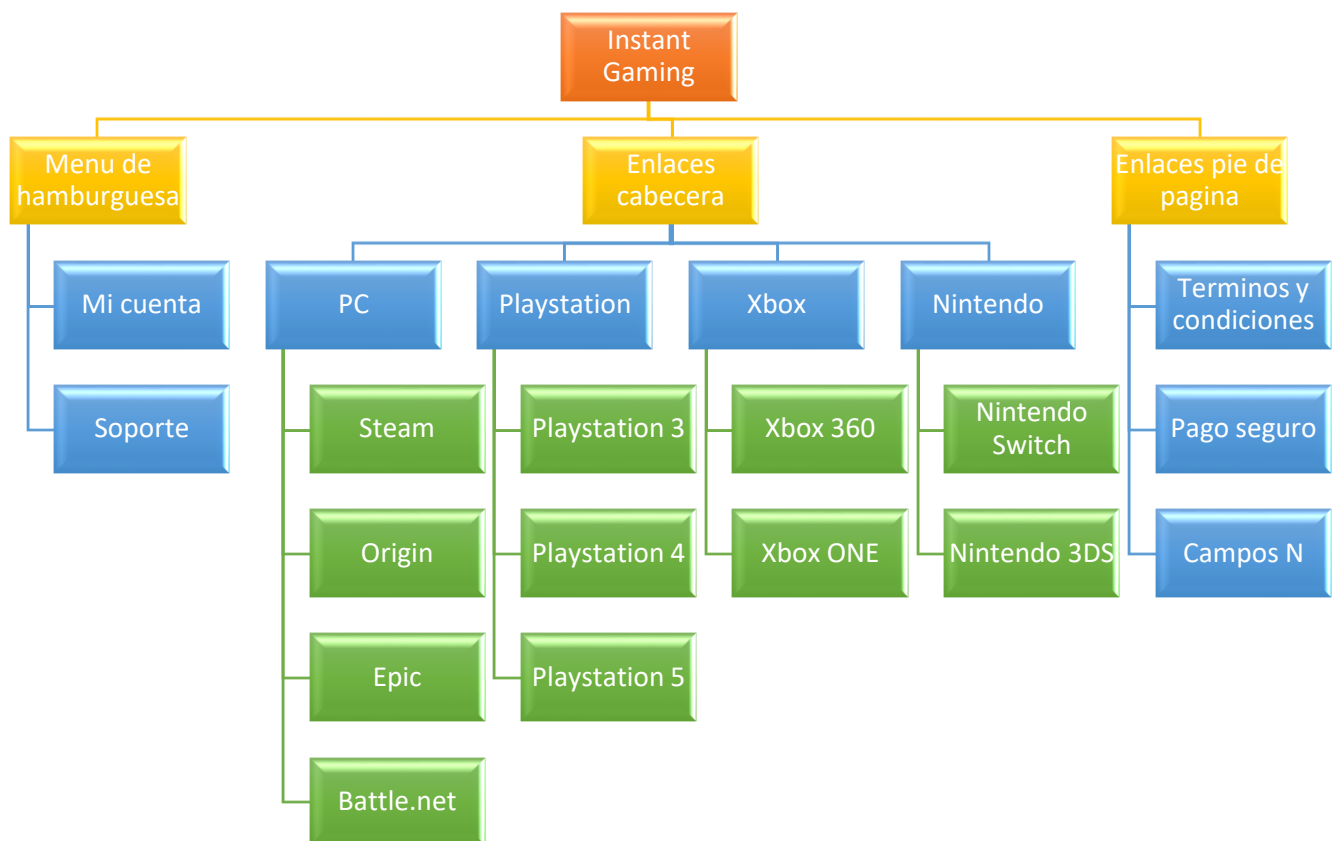 Instant
Gaming
Menu de
hamburguesa
Enlaces
cabecera
Enlaces pie de
pagina
Mi cuenta
PC
Playstation
Xbox
Nintendo
Terminos y
condiciones
Soporte
Steam
Playstation 3
Xbox 360
Nintendo
Switch
Pago seguro
Origin
Playstation 4
Xbox ONE
Nintendo 3DS
Campos N
Epic
Playstation 5
Battle.net